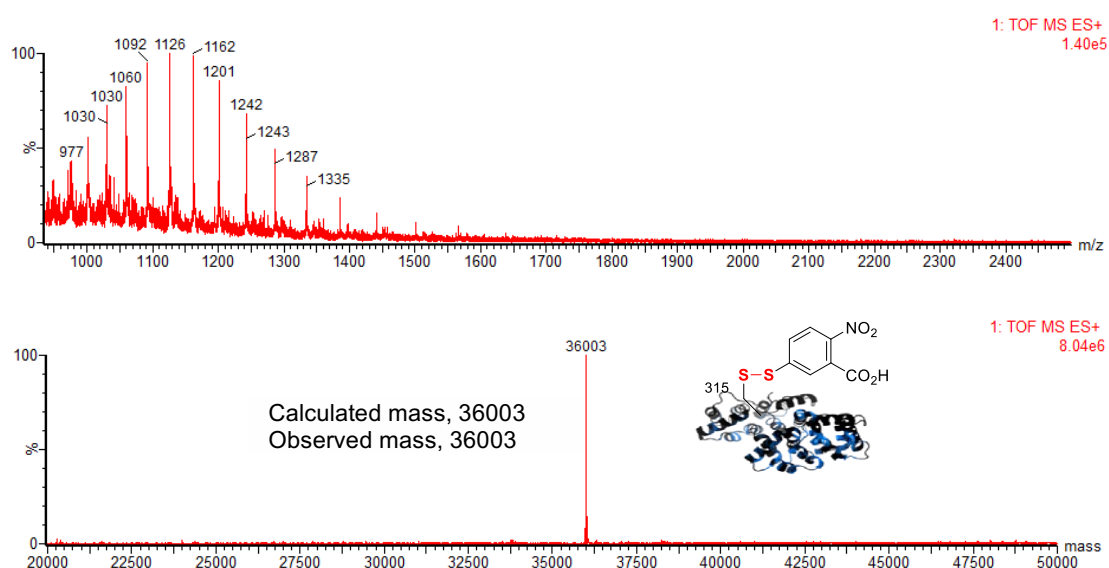 1: TOF MS ES+
1.40e5
100
%
0
977
1030
1030
1060
1092
1126
1162
1201
1242
1243
1287
1335
1000 1100 1200 1300 1400 1500 1600 1700 1800 1900 2000 2100 2200 2300 2400 m/z
1: TOF MS ES+
8.04e6
100
%
0
36003
Calculated mass, 36003
Observed mass, 36003
NO2
CO2H
S–S
315
20000 22500 25000 27500 30000 32500 35000 37500 40000 42500 45000 47500 50000 mass